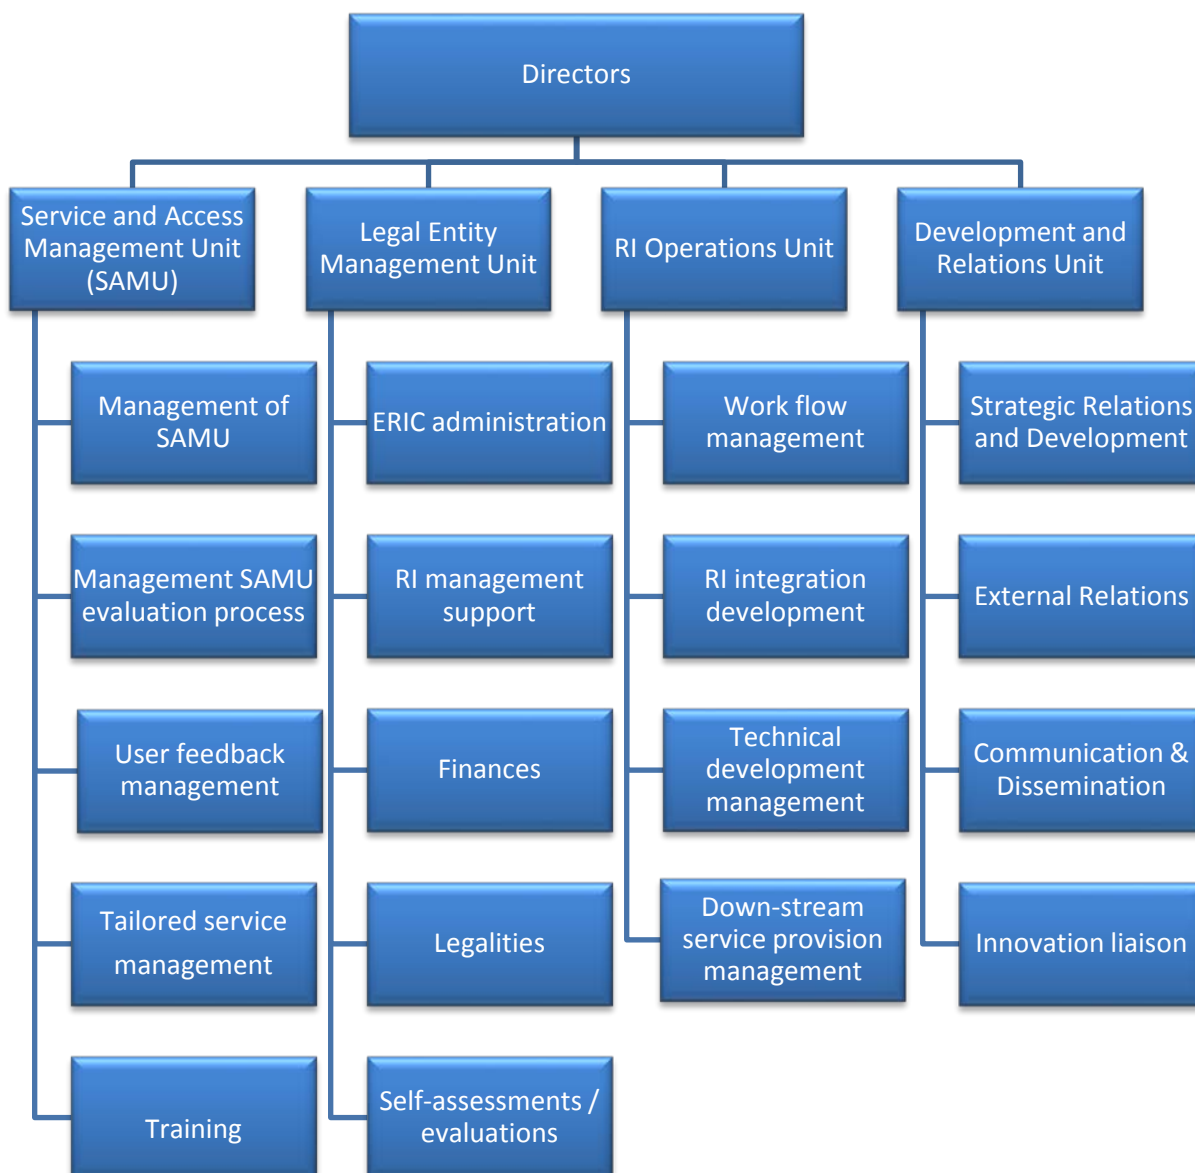 Directors
Service and Access
Management Unit
(SAMU)
Legal Entity
Management Unit
RI Operations Unit
Development and
Relations Unit
Management of
SAMU
ERIC administration
Work flow
management
Strategic Relations
and Development
Management SAMU
evaluation process
RI management
support
RI integration
development
External Relations
User feedback
management
Finances
Technical
development
management
Communication &
Dissemination
Tailored service
management
Legalities
Down-stream
service provision
management
Innovation liaison
Training
Self-assessments /
evaluations